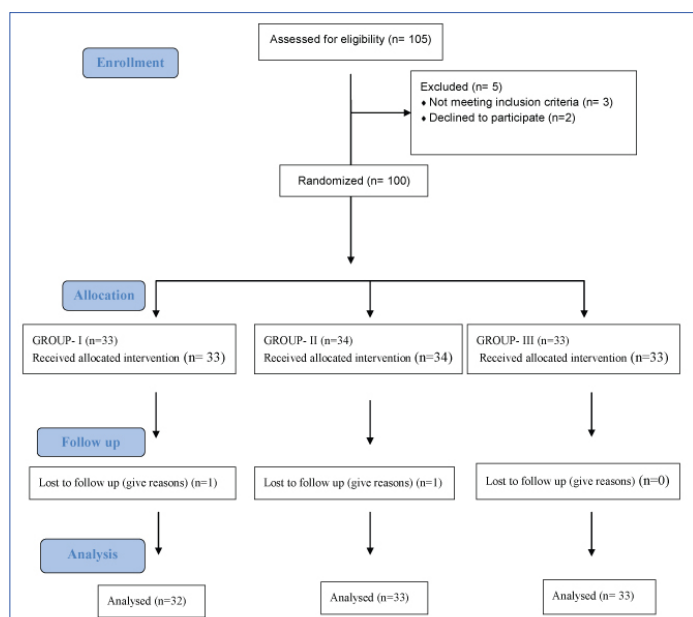 Assessed for eligibility (n= 105)
Enrollment
Excluded (n= 5)
♦ Not meeting inclusion criteria (n= 3)
♦ Declined to participate (n=2)
Randomized (n= 100)
Allocation
GROUP- I (n=33)
Received allocated intervention (n= 33)
GROUP- II (n=34)
Received allocated intervention (n=34)
GROUP- III (n=33)
Received allocated intervention (n=33)
Follow up
Lost to follow up (give reasons) (n=1)
Lost to follow up (give reasons) (n=1)
Lost to follow up (give reasons) (n=0)
Analysis
Analysed (n=32)
Analysed (n=33)
Analysed (n=33)